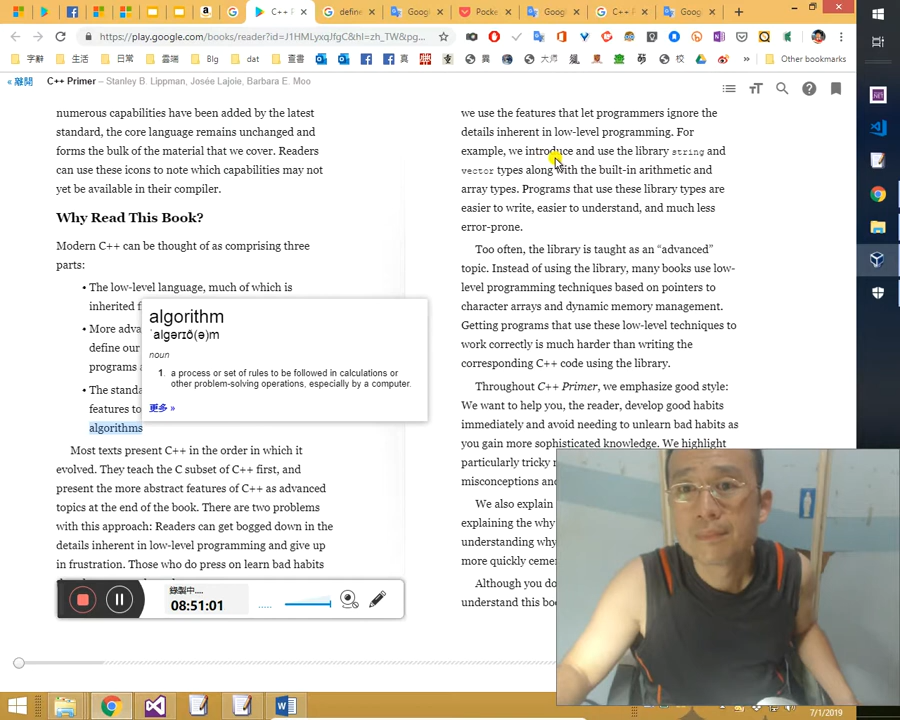 C++ P
define
Googl
Pocke
Googl
C++ F
Googl
https://play.google.com/books/reader?id=J1HMLyxqJfgC&hl=zh_TW&pg...
字辭
生活
日常
雲端
Blg
dat
查書
異
大師
校
Other bookmarks
« 離開
C++ Primer – Stanley B. Lippman, Josée Lajoie, Barbara E. Moo
numerous capabilities have been added by the latest
standard, the core language remains unchanged and
forms the bulk of the material that we cover. Readers
can use these icons to note which capabilities may not
yet be available in their compiler.
Why Read This Book?
Modern C++ can be thought of as comprising three
parts:
• The low-level language, much of which is
inherited f
• More adva
define our
programs a
• The standa
features to
algorithms
algorithm
ˈalɡərɪð(ə)m
noun
1. a process or set of rules to be followed in calculations or
other problem-solving operations, especially by a computer.
更多 »
Most texts present C++ in the order in which it
evolved. They teach the C subset of C++ first, and
present the more abstract features of C++ as advanced
topics at the end of the book. There are two problems
with this approach: Readers can get bogged down in the
details inherent in low-level programming and give up
in frustration. Those who do press on learn bad habits
we use the features that let programmers ignore the
details inherent in low-level programming. For
example, we introduce and use the library string and
vector types along with the built-in arithmetic and
array types. Programs that use these library types are
easier to write, easier to understand, and much less
error-prone.
Too often, the library is taught as an “advanced”
topic. Instead of using the library, many books use low-
level programming techniques based on pointers to
character arrays and dynamic memory management.
Getting programs that use these low-level techniques to
work correctly is much harder than writing the
corresponding C++ code using the library.
Throughout C++ Primer, we emphasize good style:
We want to help you, the reader, develop good habits
immediately and avoid needing to unlearn bad habits as
you gain more sophisticated knowledge. We highlight
particularly tricky
misconceptions an
We also explain
explaining the why
understanding why
more quickly ceme
Although you do
understand this boo
錄製中....
08:51:01
7/1/2019